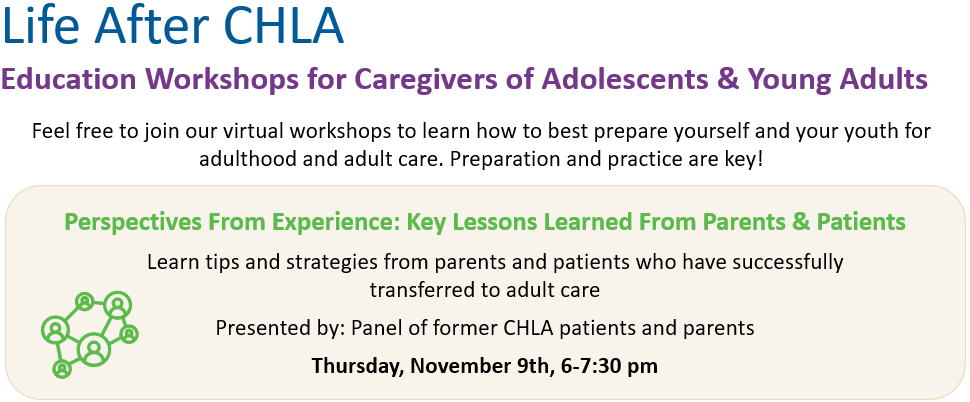 Life After CHLA
Education Workshops for Caregivers of Adolescents & Young Adults
Feel free to join our virtual workshops to learn how to best prepare yourself and your youth for
adulthood and adult care. Preparation and practice are key!
Perspectives From Experience: Key Lessons Learned From Parents & Patients
Learn tips and strategies from parents and patients who have successfully
transferred to adult care
Presented by: Panel of former CHLA patients and parents
Thursday, November 9th, 6-7:30 pm